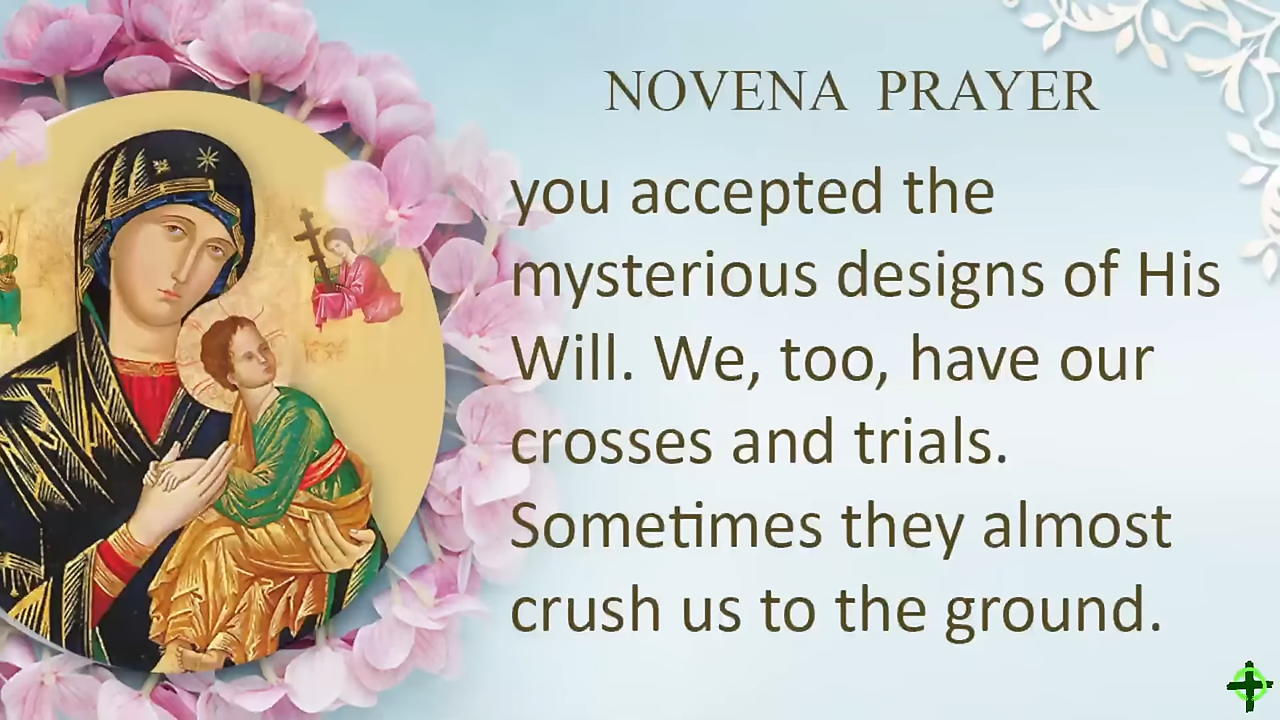 NOVENA PRAYER
you accepted the
mysterious designs of His
Will. We, too, have our
crosses and trials.
Sometimes they almost
crush us to the ground.